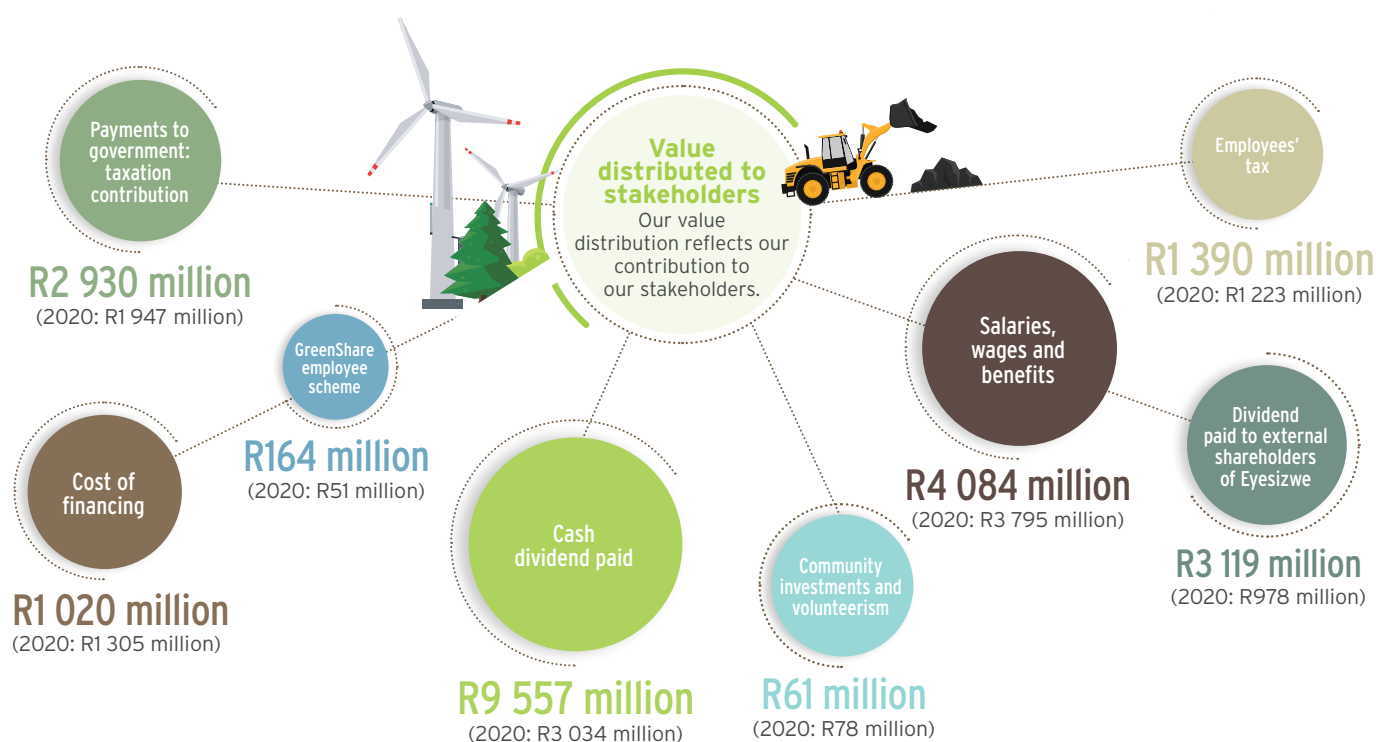 Value
distributed to
stakeholders
Our value
distribution reflects our
contribution to
our stakeholders.
Payments to
government:
taxation
contribution
R2 930 million
(2020: R1 947 million)
GreenShare
employee
scheme
R164 million
(2020: R51 million)
Cost of
financing
R1 020 million
(2020: R1 305 million)
Cash
dividend paid
R9 557 million
(2020: R3 034 million)
Community
investments and
volunteerism
R61 million
(2020: R78 million)
Salaries,
wages and
benefits
R4 084 million
(2020: R3 795 million)
Employees’
tax
R1 390 million
(2020: R1 223 million)
Dividend
paid to external
shareholders
of Eyesizwe
R3 119 million
(2020: R978 million)